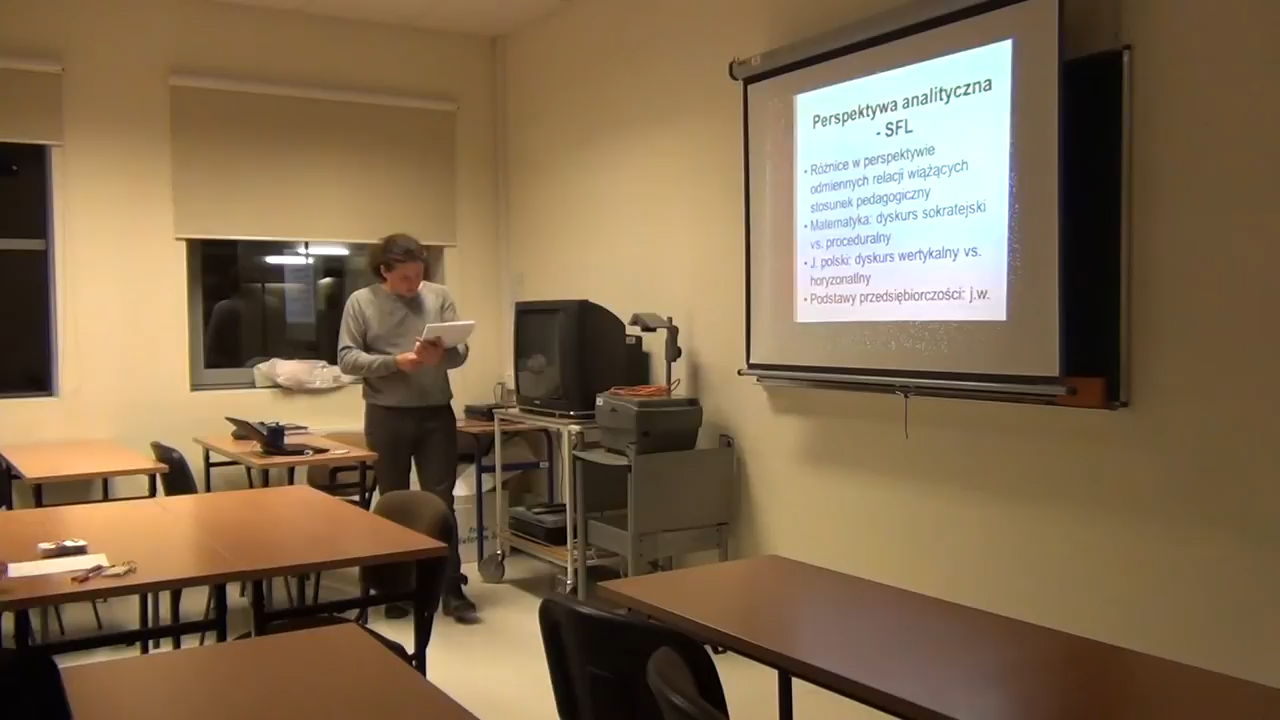 Perspektywa analityczna
- SFL
• Różnice w perspektywie
odmiennych relacji wiążących
stosunek pedagogiczny
• Matematyka: dyskurs sokratejski
vs. proceduralny
• J. polski: dyskurs wertykalny vs.
horyzonatlny
• Podstawy przedsiębiorczości: j.w.